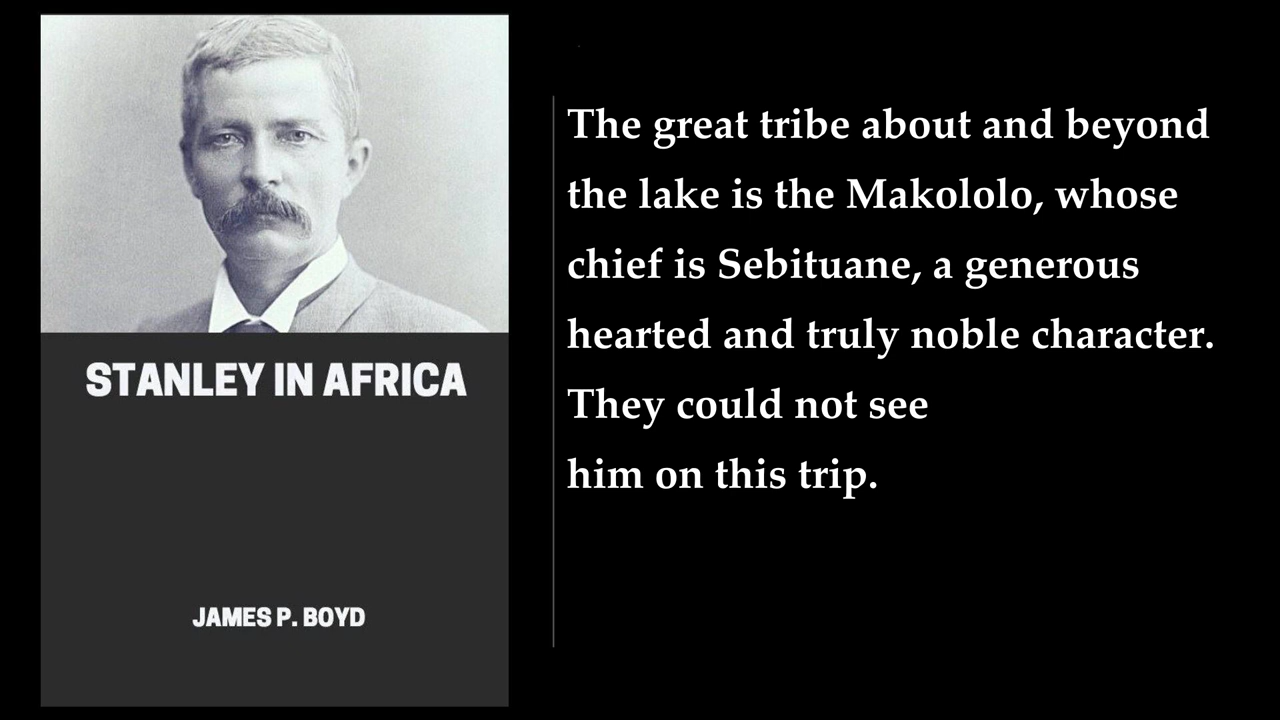 STANLEY IN AFRICA
JAMES P. BOYD
The great tribe about and beyond
the lake is the Makololo, whose
chief is Sebituane, a generous
hearted and truly noble character.
They could not see
him on this trip.